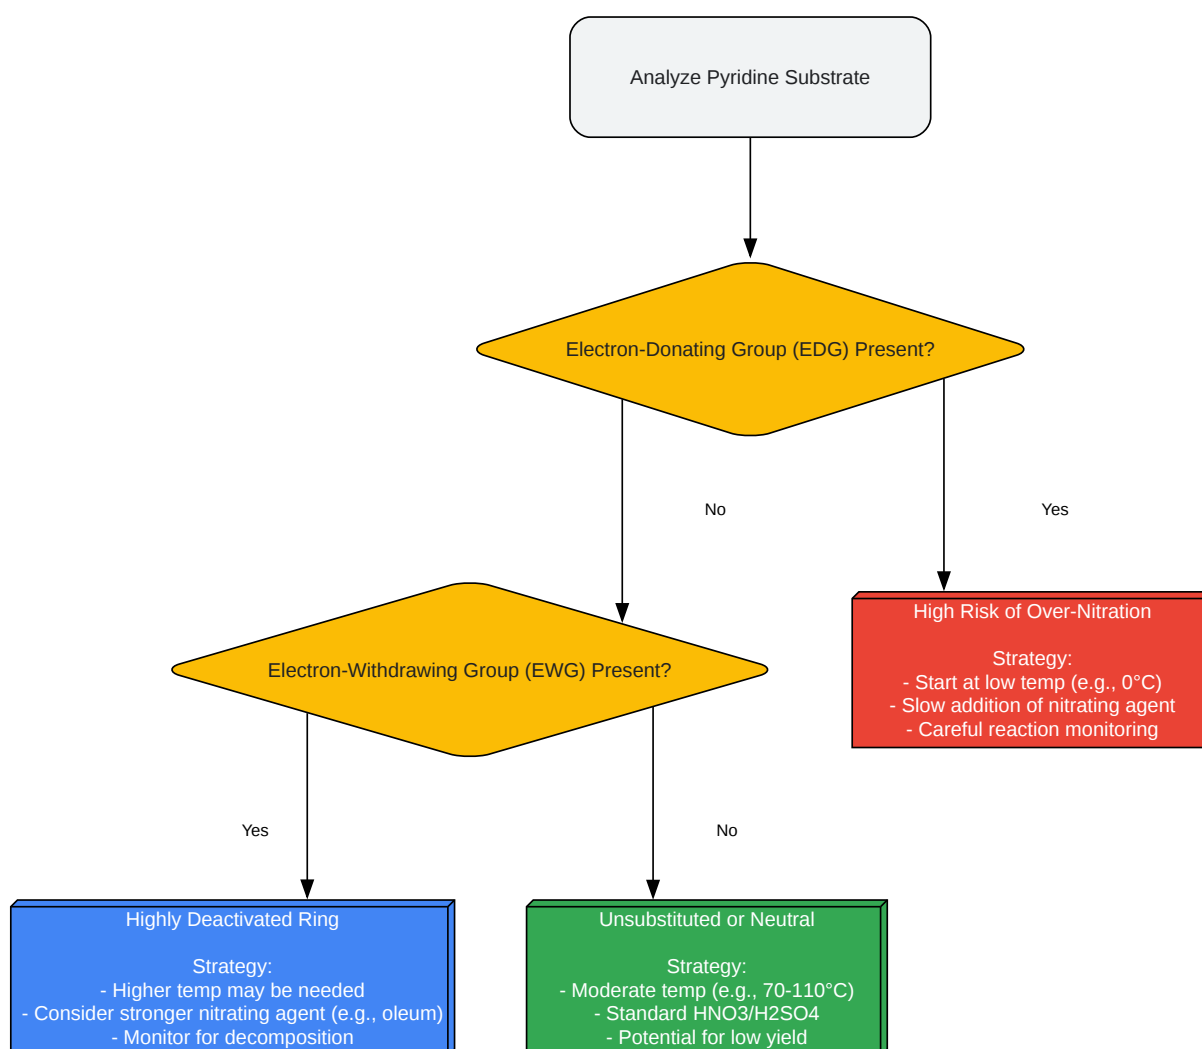 Analyze Pyridine Substrate
Electron-Donating Group (EDG) Present?
No
Yes
Electron-Withdrawing Group (EWG) Present?
High Risk of Over-Nitration
Strategy:
- Start at low temp (e.g., 0°C)
- Slow addition of nitrating agent
- Careful reaction monitoring
Yes
No
Highly Deactivated Ring
Strategy:
- Higher temp may be needed
- Consider stronger nitrating agent (e.g., oleum)
- Monitor for decomposition
Unsubstituted or Neutral
Strategy:
- Moderate temp (e.g., 70-110°C)
- Standard HNO3/H2SO4
- Potential for low yield